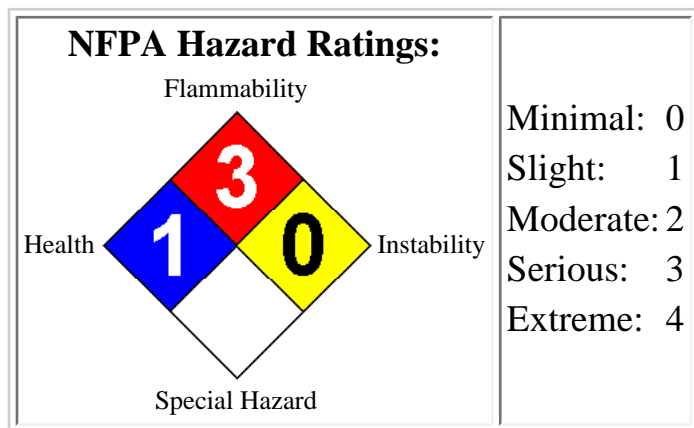 NFPA Hazard Ratings:
Flammability
3
Health 1 0 Instability
Special Hazard
Minimal: 0
Slight: 1
Moderate: 2
Serious: 3
Extreme: 4